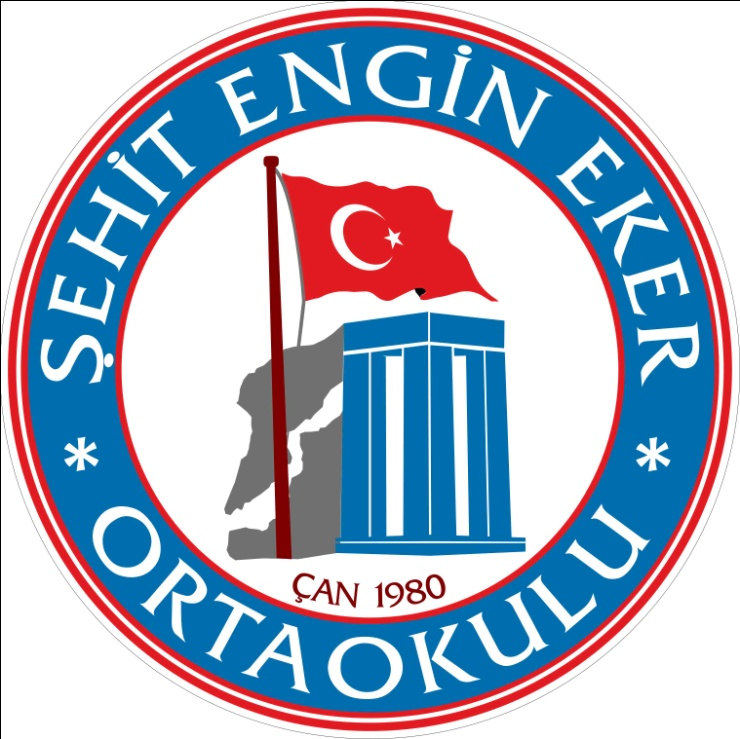 ŞEHİT ENGİN EKER
ÇAN 1980
* ORTAOKULU *